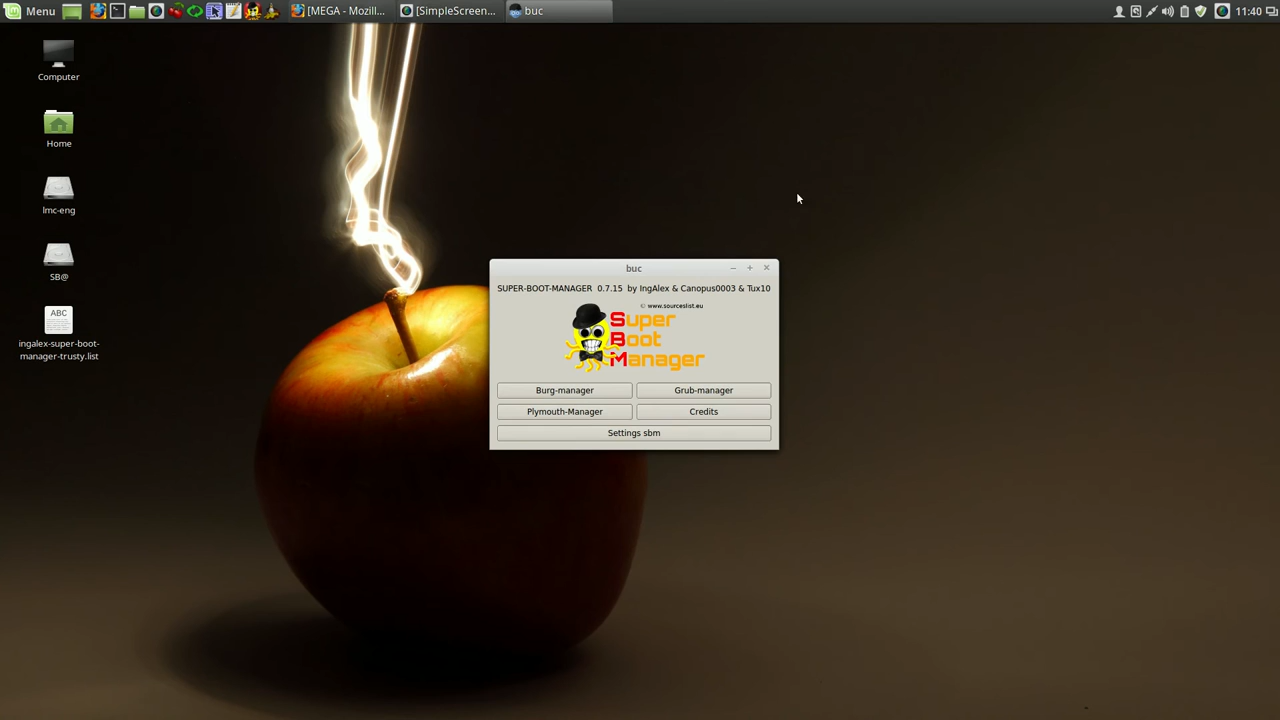 Menu
[MEGA - Mozill...
[SimpleScreen...
buc
11:40
Computer
Home
lmc-eng
SB@
ABC
ingalex-super-boot-
manager-trusty.list
buc
SUPER-BOOT-MANAGER 0.7.15 by IngAlex & Canopus0003 & Tux10
© www.sourceslist.eu
Super
Boot
Manager
Burg-manager
Grub-manager
Plymouth-Manager
Credits
Settings sbm